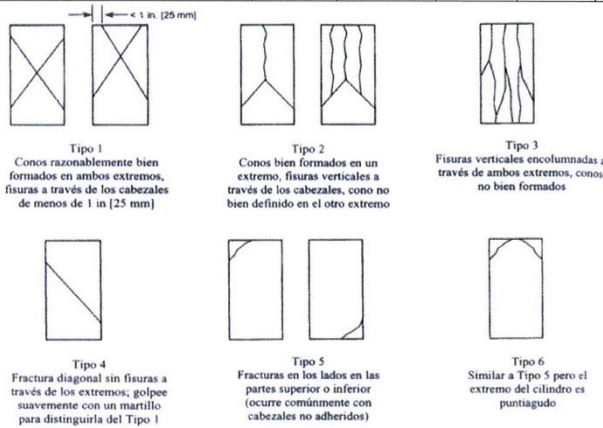 < 1 in. [25 mm]
Tipo 1
Conos razonablemente bien
formados en ambos extremos,
fisuras a través de los cabezales
de menos de 1 in [25 mm]
Tipo 2
Conos bien formados en un
extremo, fisuras verticales a
través de los cabezales, cono no
bien definido en el otro extremo
Tipo 3
Fisuras verticales encolumnadas a
través de ambos extremos, conos
no bien formados
Tipo 4
Fractura diagonal sin fisuras a
través de los extremos; golpee
suavemente con un martillo
para distinguirla del Tipo 1
Tipo 5
Fracturas en los lados en las
partes superior o inferior
(ocurre comúnmente con
cabezales no adheridos)
Tipo 6
Similar a Tipo 5 pero el
extremo del cilindro es
puntiagudo